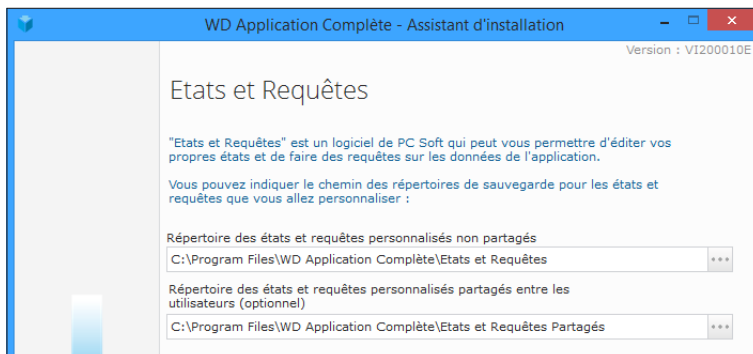 WD Application Complète - Assistant d'installation
Version : VI200010E
Etats et Requêtes
"Etats et Requêtes" est un logiciel de PC Soft qui peut vous permettre d'éditer vos
propres états et de faire des requêtes sur les données de l'application.
Vous pouvez indiquer le chemin des répertoires de sauvegarde pour les états et
requêtes que vous allez personnaliser :
Répertoire des états et requêtes personnalisés non partagés
C:\Program Files\WD Application Complète\Etats et Requêtes
Répertoire des états et requêtes personnalisés partagés entre les
utilisateurs (optionnel)
C:\Program Files\WD Application Complète\Etats et Requêtes Partagés